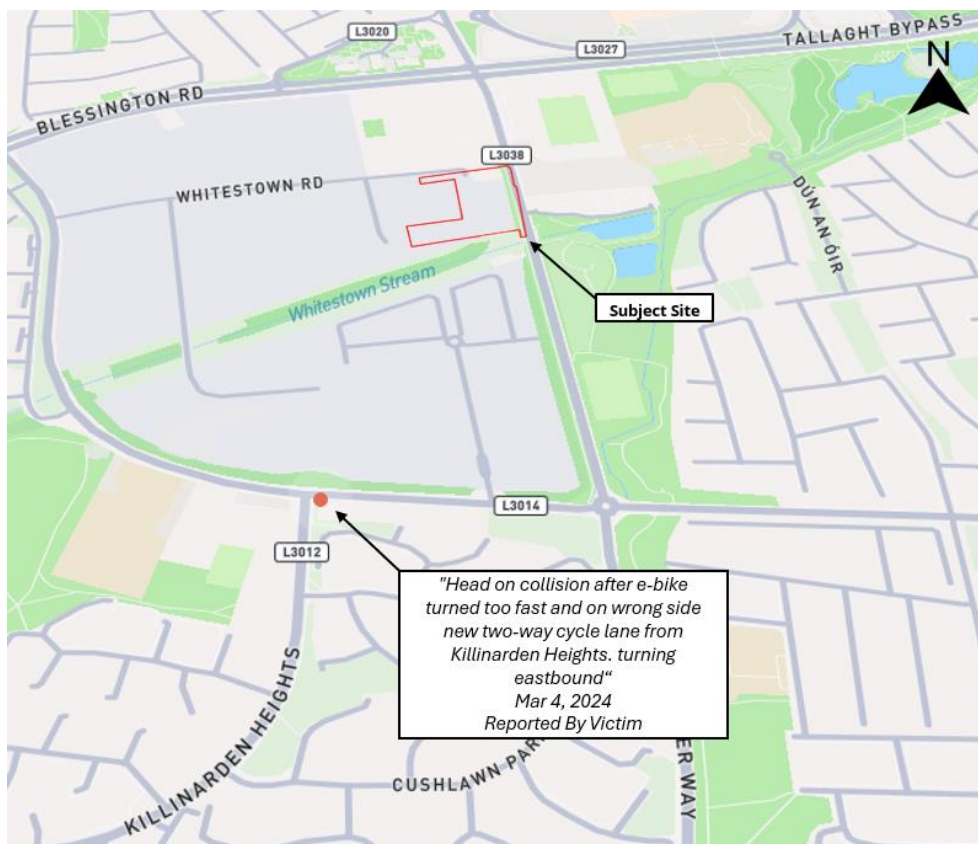 L3020
L3027
TALLAGHT BYPASS
N
BLESSINGTON RD
L3038
WHITESTOWN RD
DÚN AN ÓIR
Whitestown Stream
Subject Site
L3014
L3012
"Head on collision after e-bike
turned too fast and on wrong side
new two-way cycle lane from
Killinarden Heights. turning
eastbound“
Mar 4, 2024
Reported By Victim
KILLINARDEN HEIGHTS
CUSHLAWN PAR
ER WAY